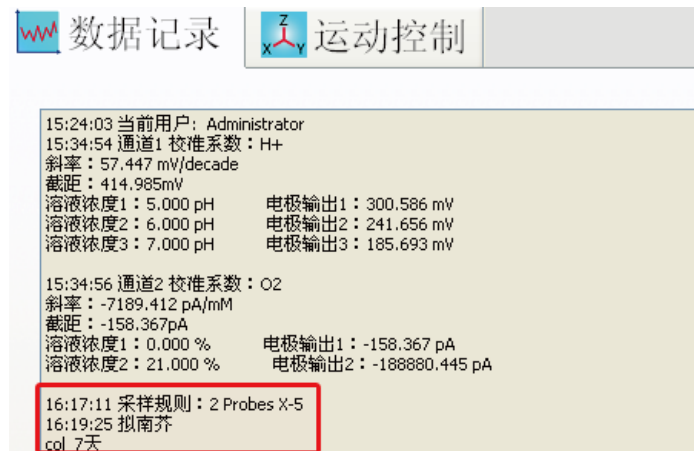 数据记录 运动控制
Z
X Y
15:24:03 当前用户: Administrator
15:34:54 通道1 校准系数：H+
斜率：57.447 mV/decade
截距：414.985mV
溶液浓度1：5.000 pH 电极输出1：300.586 mV
溶液浓度2：6.000 pH 电极输出2：241.656 mV
溶液浓度3：7.000 pH 电极输出3：185.693 mV
15:34:56 通道2 校准系数：O2
斜率：-7189.412 pA/mM
截距：-158.367pA
溶液浓度1：0.000 % 电极输出1：-158.367 pA
溶液浓度2：21.000 % 电极输出2：-188880.445 pA
16:17:11 采样规则：2 Probes X-5
16:19:25 拟南芥
col 7天